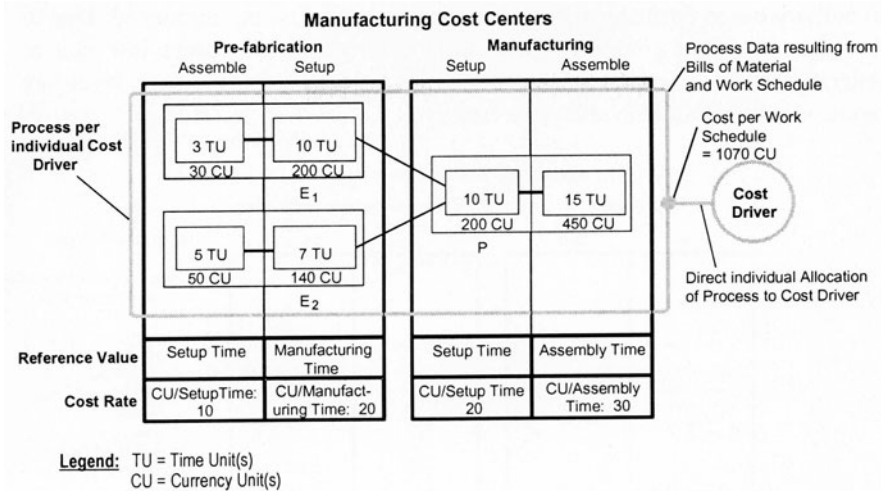 Manufacturing Cost Centers
Pre-fabrication
Manufacturing
Assemble
Setup
Setup
Assemble
Process Data resulting from
Bills of Material
and Work Schedule
Process per
individual Cost
Driver
3 TU
30 CU
10 TU
200 CU
E1
5 TU
50 CU
7 TU
140 CU
E2
10 TU
200 CU
P
15 TU
450 CU
Cost per Work
Schedule
= 1070 CU
Cost
Driver
Direct individual Allocation
of Process to Cost Driver
Reference Value
Setup Time
Manufacturing
Time
Setup Time
Assembly Time
Cost Rate
CU/SetupTime:
10
CU/Manufact-
uring Time: 20
CU/Setup Time
20
CU/Assembly
Time: 30
Legend: TU = Time Unit(s)
CU = Currency Unit(s)